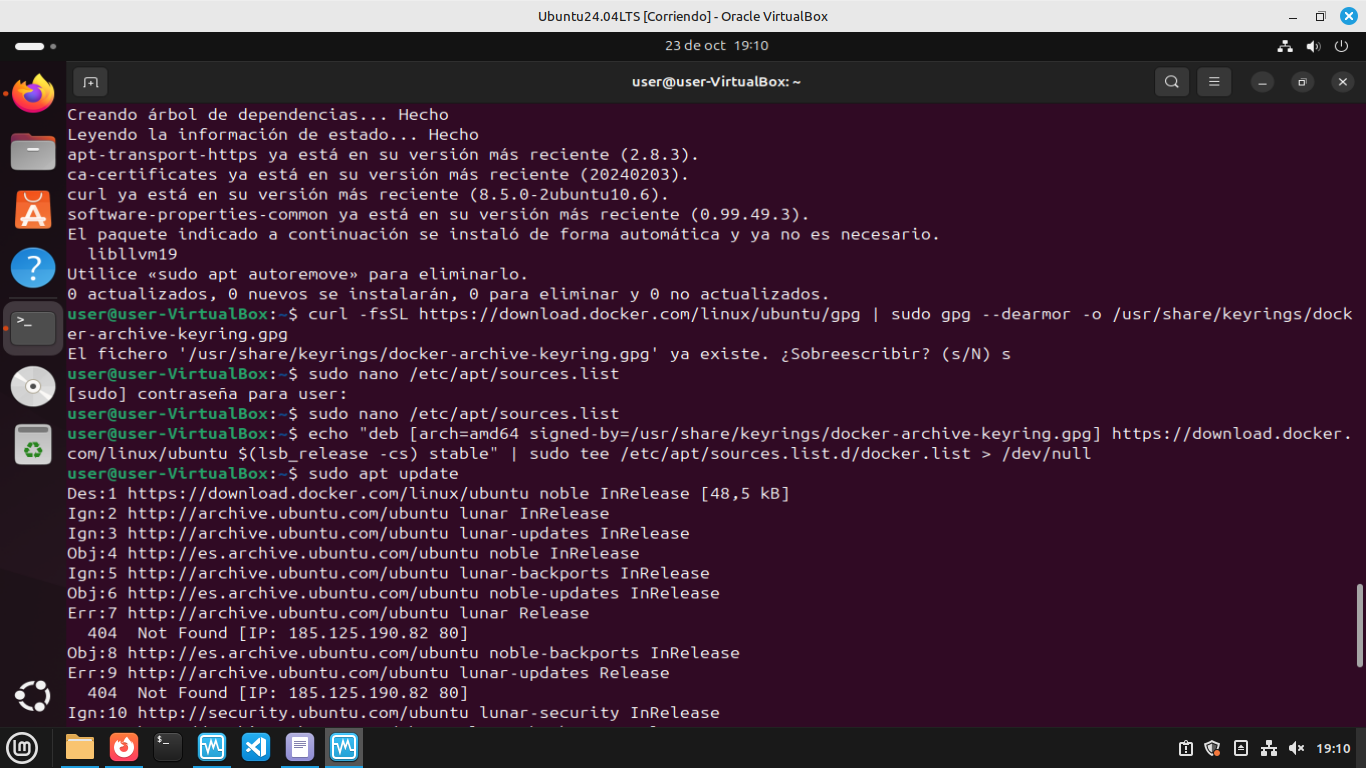 Ubuntu24.04LTS [Corriendo] - Oracle VirtualBox
23 de oct 19:10
user@user-VirtualBox: ~
Creando árbol de dependencias... Hecho
Leyendo la información de estado... Hecho
apt-transport-https ya está en su versión más reciente (2.8.3).
ca-certificates ya está en su versión más reciente (20240203).
curl ya está en su versión más reciente (8.5.0-2ubuntu10.6).
software-properties-common ya está en su versión más reciente (0.99.49.3).
El paquete indicado a continuación se instaló de forma automática y ya no es necesario.
  libllvm19
Utilice «sudo apt autoremove» para eliminarlo.
0 actualizados, 0 nuevos se instalarán, 0 para eliminar y 0 no actualizados.
user@user-VirtualBox:~$ curl -fsSL https://download.docker.com/linux/ubuntu/gpg | sudo gpg --dearmor -o /usr/share/keyrings/dock
er-archive-keyring.gpg
El fichero '/usr/share/keyrings/docker-archive-keyring.gpg' ya existe. ¿Sobreescribir? (s/N) s
user@user-VirtualBox:~$ sudo nano /etc/apt/sources.list
[sudo] contraseña para user:
user@user-VirtualBox:~$ sudo nano /etc/apt/sources.list
user@user-VirtualBox:~$ echo "deb [arch=amd64 signed-by=/usr/share/keyrings/docker-archive-keyring.gpg] https://download.docker.
com/linux/ubuntu $(lsb_release -cs) stable" | sudo tee /etc/apt/sources.list.d/docker.list > /dev/null
user@user-VirtualBox:~$ sudo apt update
Des:1 https://download.docker.com/linux/ubuntu noble InRelease [48,5 kB]
Ign:2 http://archive.ubuntu.com/ubuntu lunar InRelease
Ign:3 http://archive.ubuntu.com/ubuntu lunar-updates InRelease
Obj:4 http://es.archive.ubuntu.com/ubuntu noble InRelease
Ign:5 http://archive.ubuntu.com/ubuntu lunar-backports InRelease
Obj:6 http://es.archive.ubuntu.com/ubuntu noble-updates InRelease
Err:7 http://archive.ubuntu.com/ubuntu lunar Release
  404  Not Found [IP: 185.125.190.82 80]
Obj:8 http://es.archive.ubuntu.com/ubuntu noble-backports InRelease
Err:9 http://archive.ubuntu.com/ubuntu lunar-updates Release
  404  Not Found [IP: 185.125.190.82 80]
Ign:10 http://security.ubuntu.com/ubuntu lunar-security InRelease
19:10